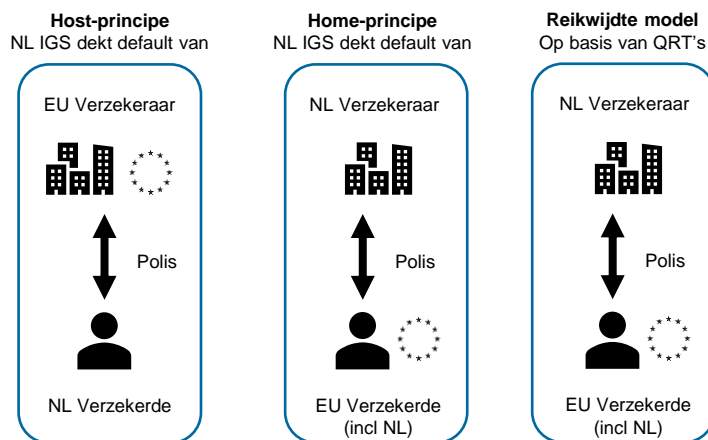 Host-principe
NL IGS dekt default van
EU Verzekeraar
Polis
NL Verzekerde
Home-principe
NL IGS dekt default van
NL Verzekeraar
Polis
EU Verzekerde
(incl NL)
Reikwijdte model
Op basis van QRT's
NL Verzekeraar
Polis
EU Verzekerde
(incl NL)